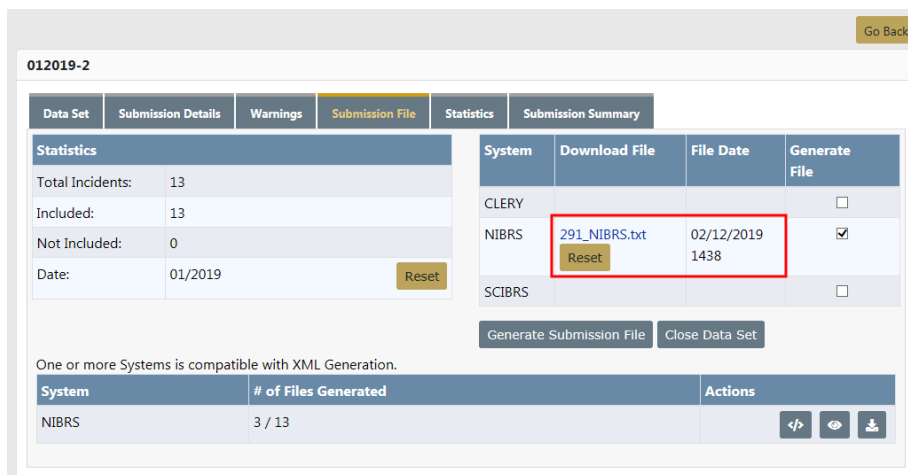 Go Back
012019-2
Data Set Submission Details Warnings Submission File Statistics Submission Summary
Statistics
Total Incidents: 13
Included: 13
Not Included: 0
Date: 01/2019 Reset
System Download File File Date Generate File
CLERY
NIBRS 291_NIBRS.txt 02/12/2019
Reset 1438
SCIBRS
Generate Submission File Close Data Set
One or more Systems is compatible with XML Generation.
System # of Files Generated Actions
NIBRS 3 / 13